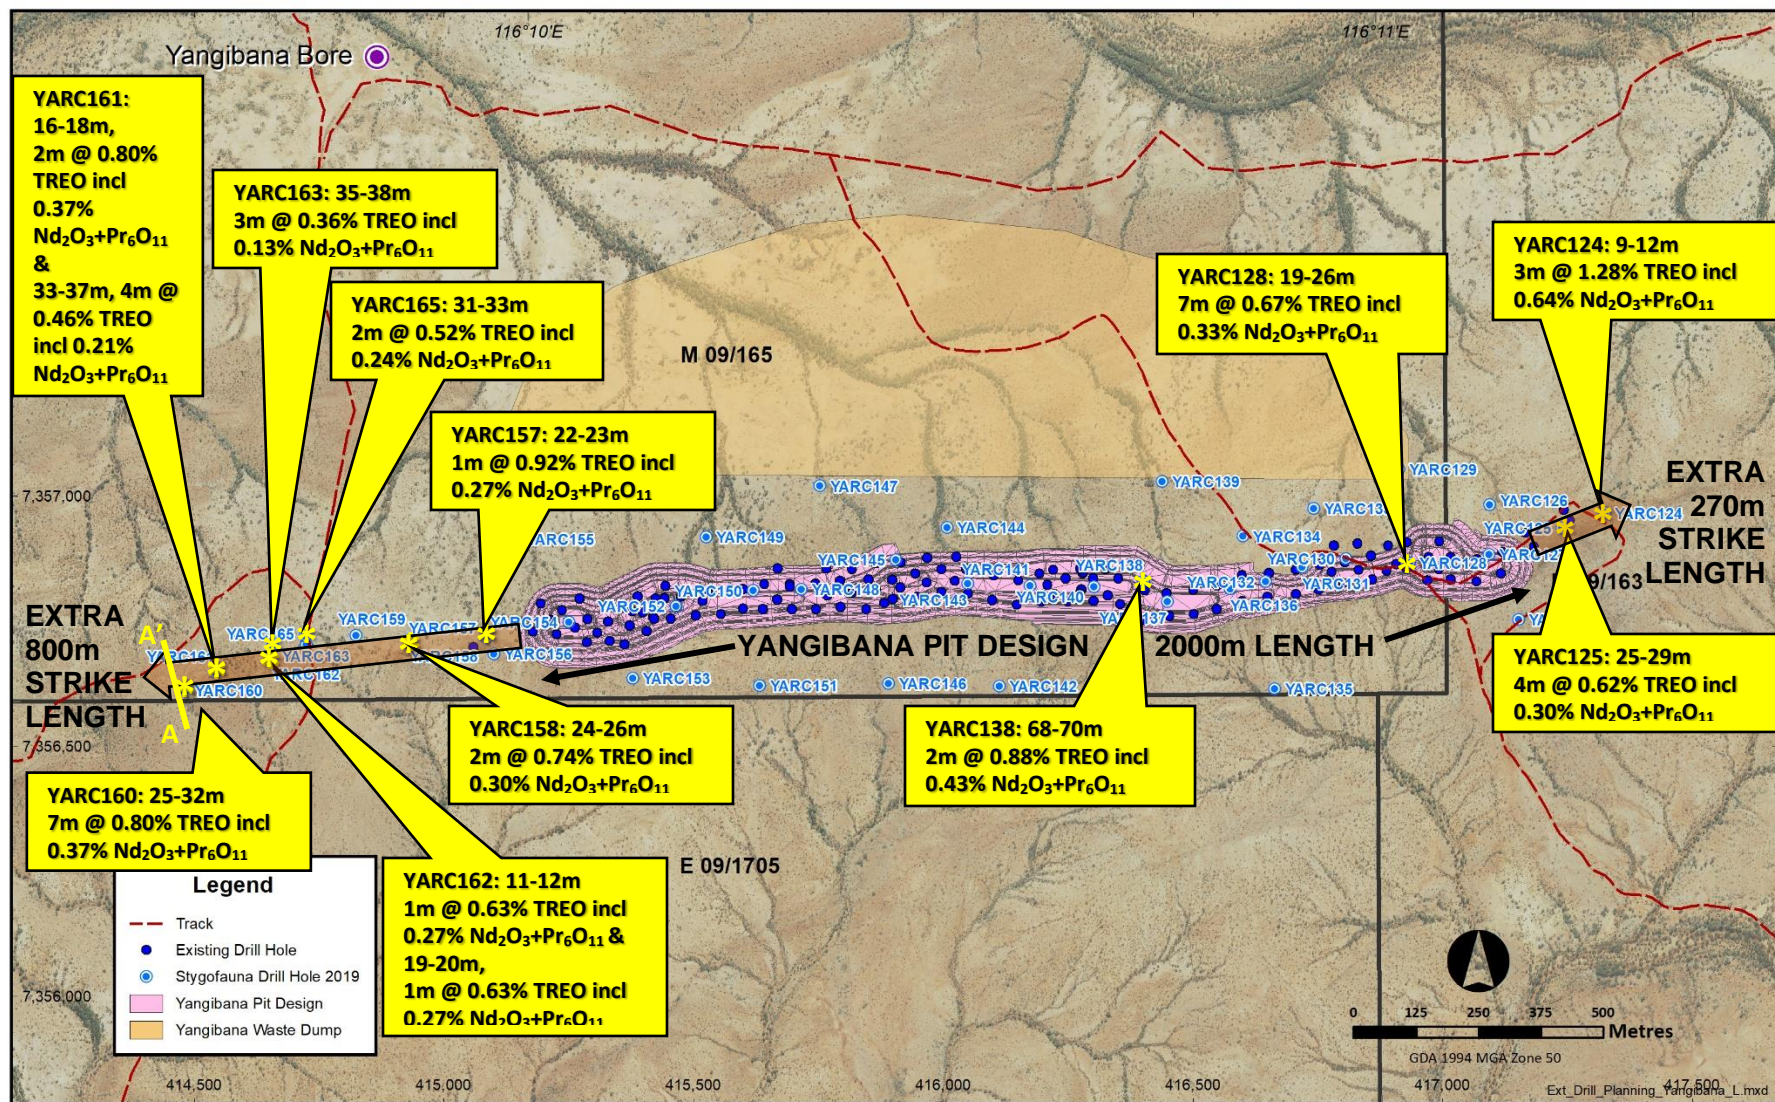 116°10'E
116°11'E
Yangibana Bore
YARC161:
16-18m,
2m @ 0.80%
TREO incl
0.37%
Nd₂O₃+Pr₆O₁₁
&
33-37m, 4m @
0.46% TREO
incl 0.21%
Nd₂O₃+Pr₆O₁₁
YARC163: 35-38m
3m @ 0.36% TREO incl
0.13% Nd₂O₃+Pr₆O₁₁
YARC165: 31-33m
2m @ 0.52% TREO incl
0.24% Nd₂O₃+Pr₆O₁₁
YARC157: 22-23m
1m @ 0.92% TREO incl
0.27% Nd₂O₃+Pr₆O₁₁
YARC128: 19-26m
7m @ 0.67% TREO incl
0.33% Nd₂O₃+Pr₆O₁₁
YARC124: 9-12m
3m @ 1.28% TREO incl
0.64% Nd₂O₃+Pr₆O₁₁
M 09/165
EXTRA
270m
STRIKE
LENGTH
7,357,000
YARC147
YARC139
YARC129
YARC126
YARC124
YARC155
YARC149
YARC144
YARC134
YARC145
YARC141
YARC138
YARC130
YARC128
YARC150
YARC148
YARC143
YARC140
YARC132
YARC131
YARC136
YARC152
YARC154
YARC159
YARC156
YARC163
YARC162
YARC160
YARC153
YARC151
YARC146
YARC142
YARC135
EXTRA
800m
STRIKE
LENGTH
A'
A
YANGIBANA PIT DESIGN
2000m LENGTH
7,356,500
YARC125: 25-29m
4m @ 0.62% TREO incl
0.30% Nd₂O₃+Pr₆O₁₁
YARC158: 24-26m
2m @ 0.74% TREO incl
0.30% Nd₂O₃+Pr₆O₁₁
YARC138: 68-70m
2m @ 0.88% TREO incl
0.43% Nd₂O₃+Pr₆O₁₁
YARC160: 25-32m
7m @ 0.80% TREO incl
0.37% Nd₂O₃+Pr₆O₁₁
YARC162: 11-12m
1m @ 0.63% TREO incl
0.27% Nd₂O₃+Pr₆O₁₁ &
19-20m,
1m @ 0.63% TREO incl
0.27% Nd₂O₃+Pr₆O₁₁
E 09/1705
Legend
Track
Existing Drill Hole
Stygofauna Drill Hole 2019
Yangibana Pit Design
Yangibana Waste Dump
7,356,000
0 125 250 375 500
Metres
GDA 1994 MGA Zone 50
414,500
415,000
415,500
416,000
416,500
417,000
417,500
Ext_Drill_Planning_Yangibana_L.mxd